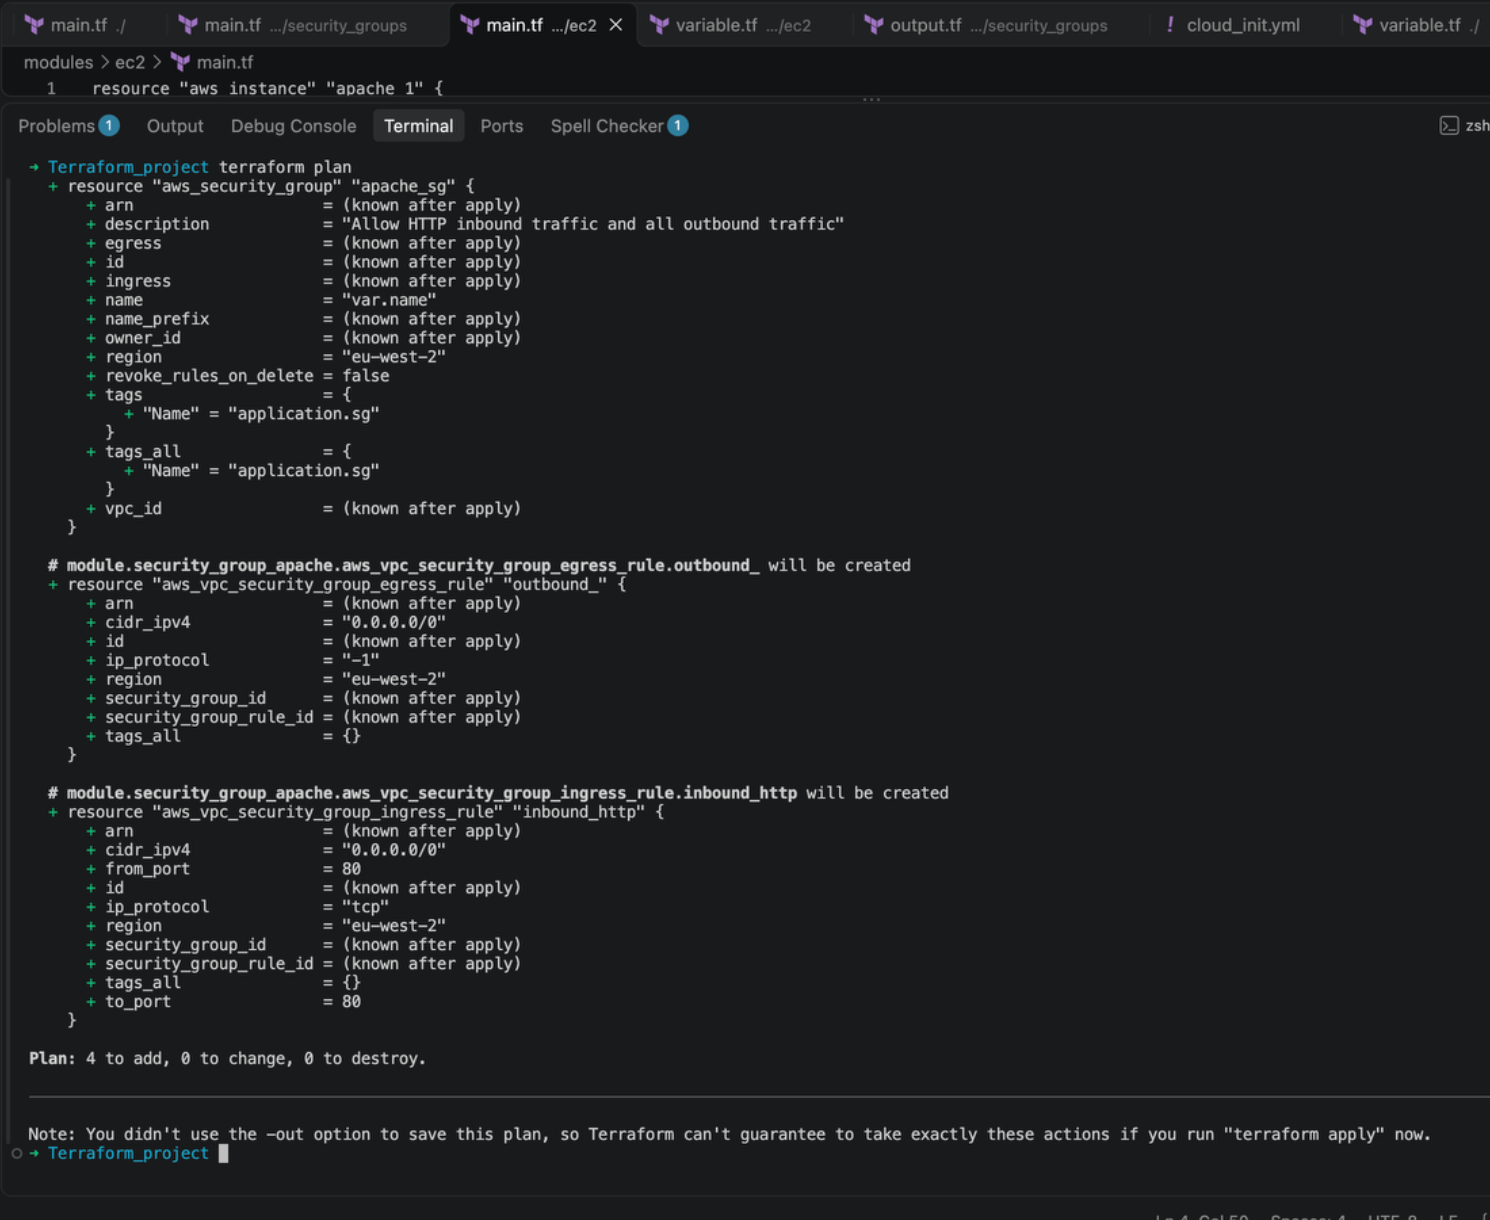 main.tf ./ main.tf .../security_groups main.tf .../ec2 variable.tf .../ec2 output.tf .../security_groups ! cloud_init.yml variable.tf ./
modules > ec2 > main.tf
1 resource "aws_instance" "apache_1" {
Problems 1 Output Debug Console Terminal Ports Spell Checker 1 zsh
→ Terraform_project terraform plan
+ resource "aws_security_group" "apache_sg" {
+ arn = (known after apply)
+ description = "Allow HTTP inbound traffic and all outbound traffic"
+ egress = (known after apply)
+ id = (known after apply)
+ ingress = (known after apply)
+ name = "var.name"
+ name_prefix = (known after apply)
+ owner_id = (known after apply)
+ region = "eu-west-2"
+ revoke_rules_on_delete = false
+ tags = {
+ "Name" = "application.sg"
}
+ tags_all = {
+ "Name" = "application.sg"
}
+ vpc_id = (known after apply)
}
# module.security_group_apache.aws_vpc_security_group_egress_rule.outbound_ will be created
+ resource "aws_vpc_security_group_egress_rule" "outbound_" {
+ arn = (known after apply)
+ cidr_ipv4 = "0.0.0.0/0"
+ id = (known after apply)
+ ip_protocol = "-1"
+ region = "eu-west-2"
+ security_group_id = (known after apply)
+ security_group_rule_id = (known after apply)
+ tags_all = {}
}
# module.security_group_apache.aws_vpc_security_group_ingress_rule.inbound_http will be created
+ resource "aws_vpc_security_group_ingress_rule" "inbound_http" {
+ arn = (known after apply)
+ cidr_ipv4 = "0.0.0.0/0"
+ from_port = 80
+ id = (known after apply)
+ ip_protocol = "tcp"
+ region = "eu-west-2"
+ security_group_id = (known after apply)
+ security_group_rule_id = (known after apply)
+ tags_all = {}
+ to_port = 80
}
Plan: 4 to add, 0 to change, 0 to destroy.
Note: You didn't use the -out option to save this plan, so Terraform can't guarantee to take exactly these actions if you run "terraform apply" now.
→ Terraform_project